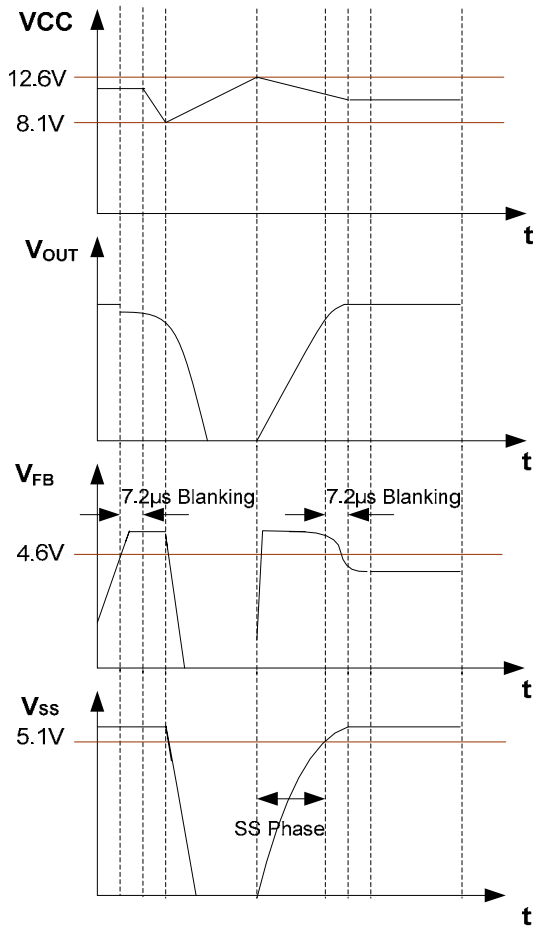 VCC
12.6V
8.1V
t
VOUT
t
VFB
7.2µs Blanking
7.2µs Blanking
4.6V
t
VSS
5.1V
SS Phase
t